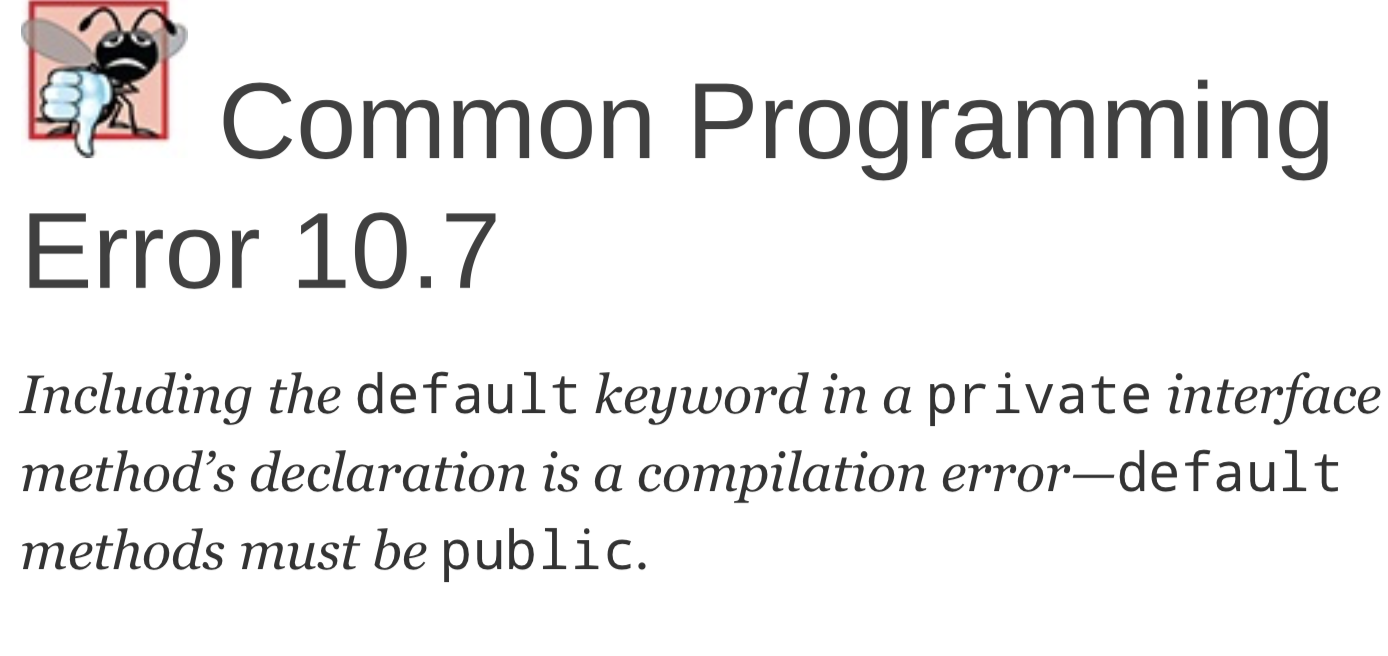 Common Programming
Error 10.7
Including the default keyword in a private interface
method’s declaration is a compilation error—default
methods must be public.